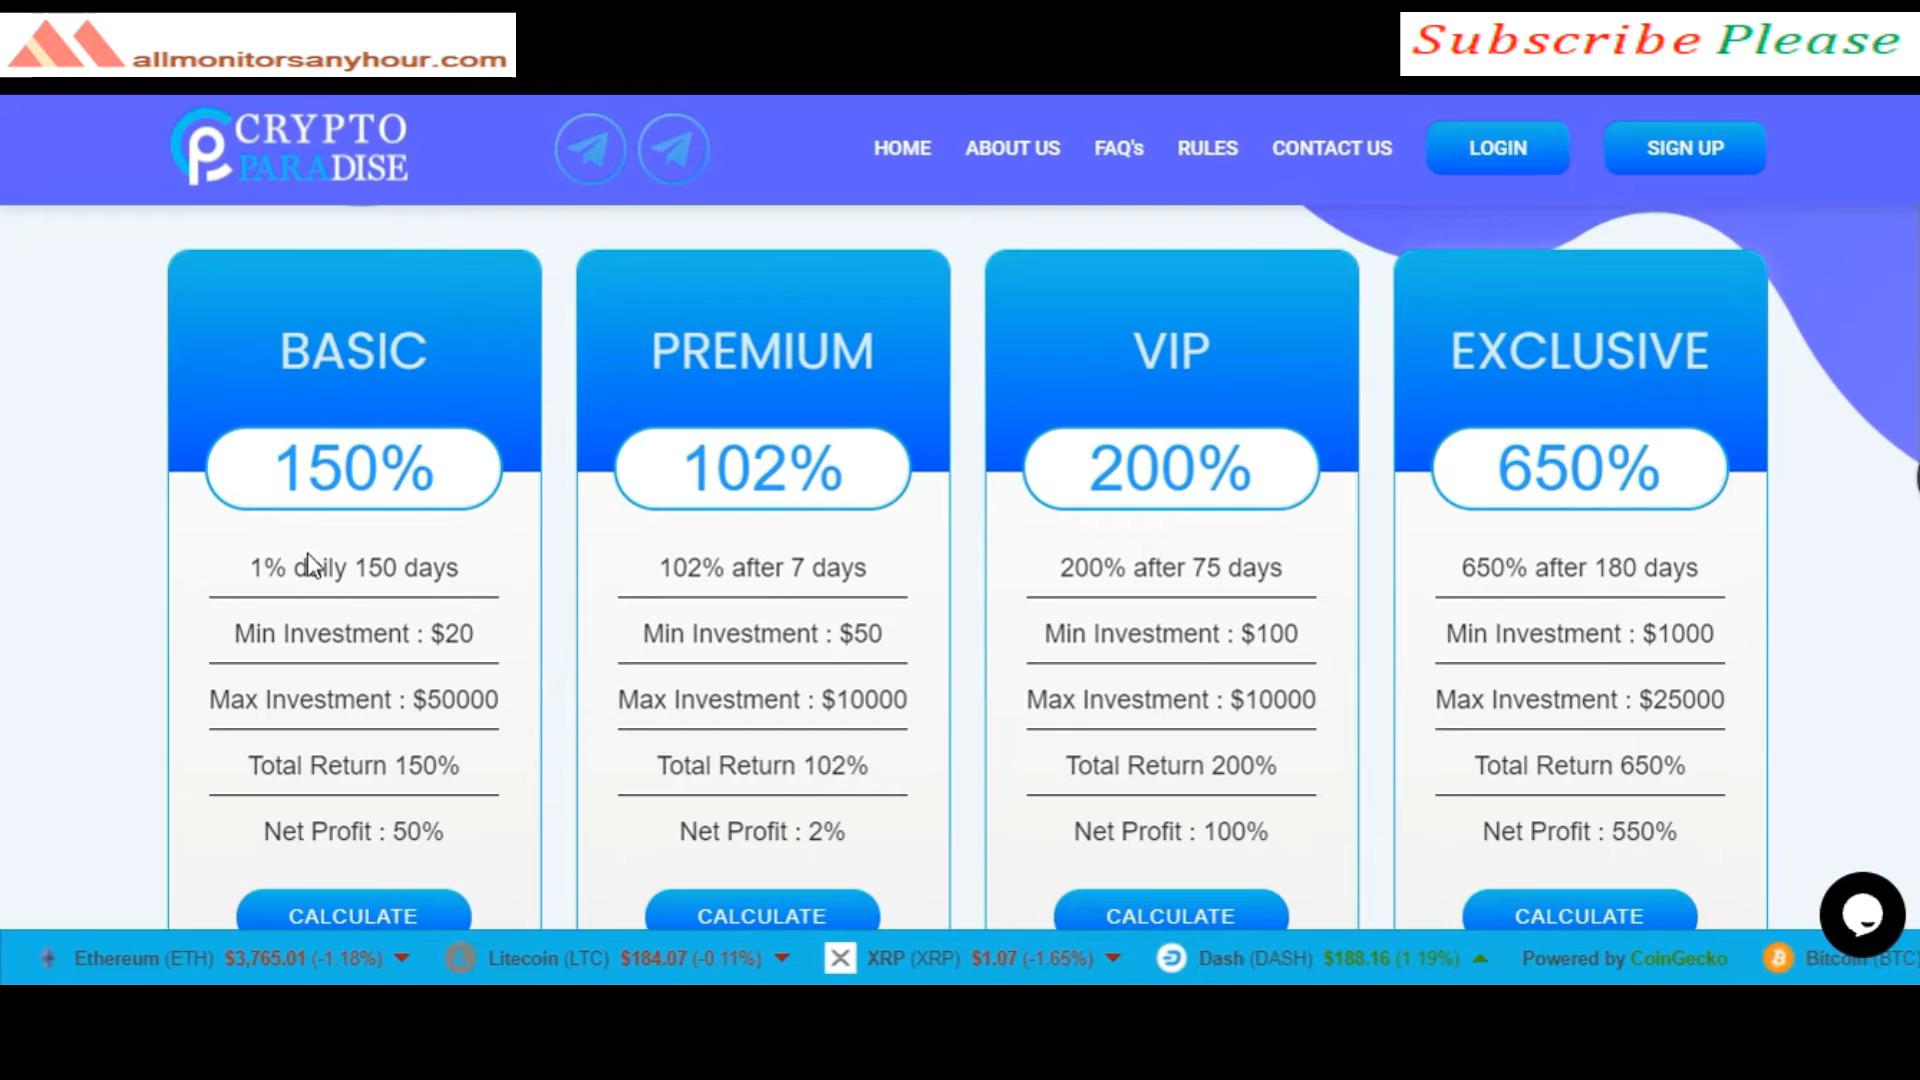 allmonitorsanyhour.com
Subscribe Please
CRYPTO
PARADISE
HOME ABOUT US FAQ's RULES CONTACT US LOGIN SIGN UP
BASIC PREMIUM VIP EXCLUSIVE
150% 102% 200% 650%
1% daily 150 days 102% after 7 days 200% after 75 days 650% after 180 days
Min Investment : $20 Min Investment : $50 Min Investment : $100 Min Investment : $1000
Max Investment : $50000 Max Investment : $10000 Max Investment : $10000 Max Investment : $25000
Total Return 150% Total Return 102% Total Return 200% Total Return 650%
Net Profit : 50% Net Profit : 2% Net Profit : 100% Net Profit : 550%
CALCULATE CALCULATE CALCULATE CALCULATE
Ethereum (ETH) $3,765.01 (-1.18%) Litecoin (LTC) $184.07 (-0.11%) XRP (XRP) $1.07 (-1.65%) Dash (DASH) $188.16 (1.19%) Powered by CoinGecko Bitcoin (BTC)